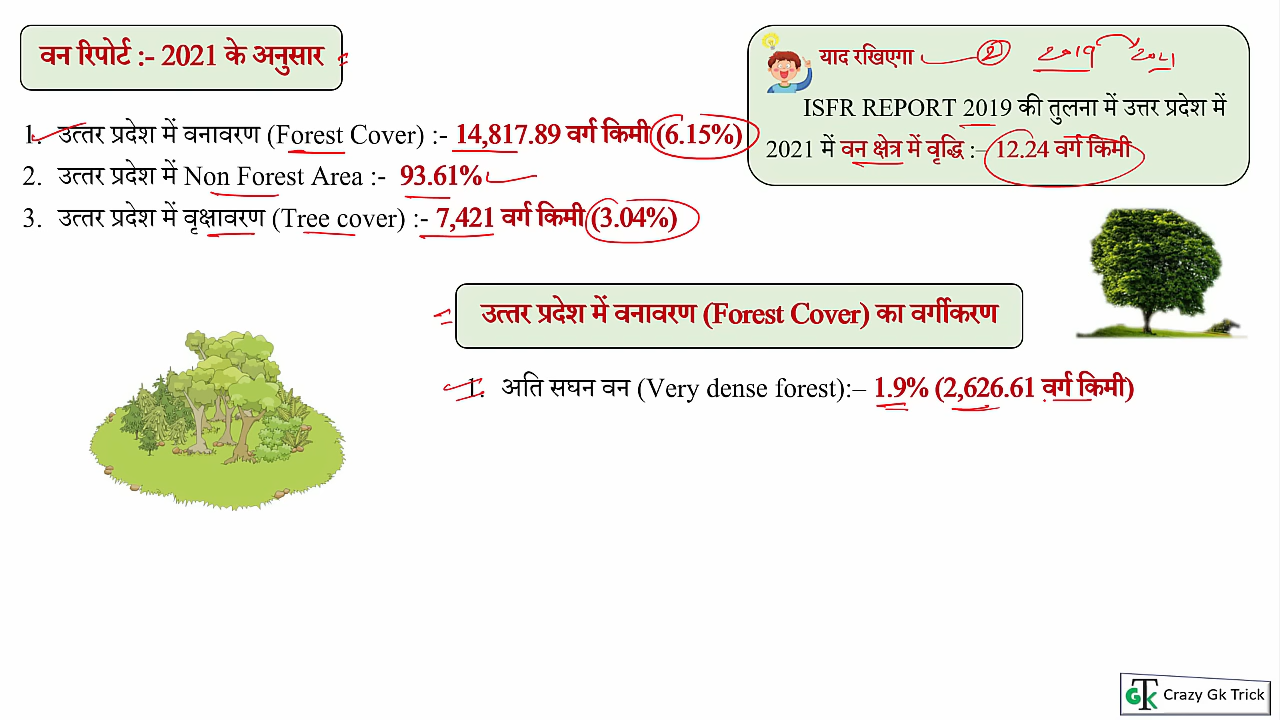 वन रिपोर्ट :- 2021 के अनुसार
याद रखिएगा 2019 2021
ISFR REPORT 2019 की तुलना में उत्तर प्रदेश में
2021 में वन क्षेत्र में वृद्धि :– 12.24 वर्ग किमी
1. उत्तर प्रदेश में वनावरण (Forest Cover) :- 14,817.89 वर्ग किमी (6.15%)
2. उत्तर प्रदेश में Non Forest Area :- 93.61%
3. उत्तर प्रदेश में वृक्षावरण (Tree cover) :- 7,421 वर्ग किमी (3.04%)
उत्तर प्रदेश में वनावरण (Forest Cover) का वर्गीकरण
1. अति सघन वन (Very dense forest):– 1.9% (2,626.61 वर्ग किमी)
GTK Crazy Gk Trick